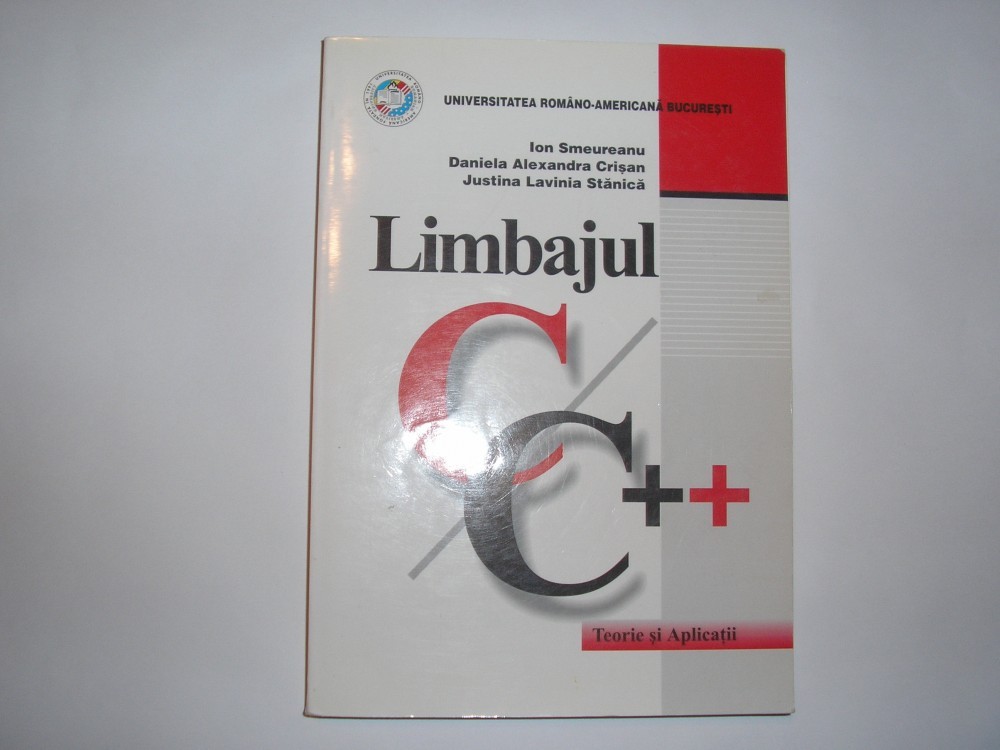 UNIVERSITATEA ROMÂNO-AMERICANĂ BUCUREȘTI
Ion Smeureanu
Daniela Alexandra Crișan
Justina Lavinia Stănică
Limbajul
C
C++
Teorie și Aplicații